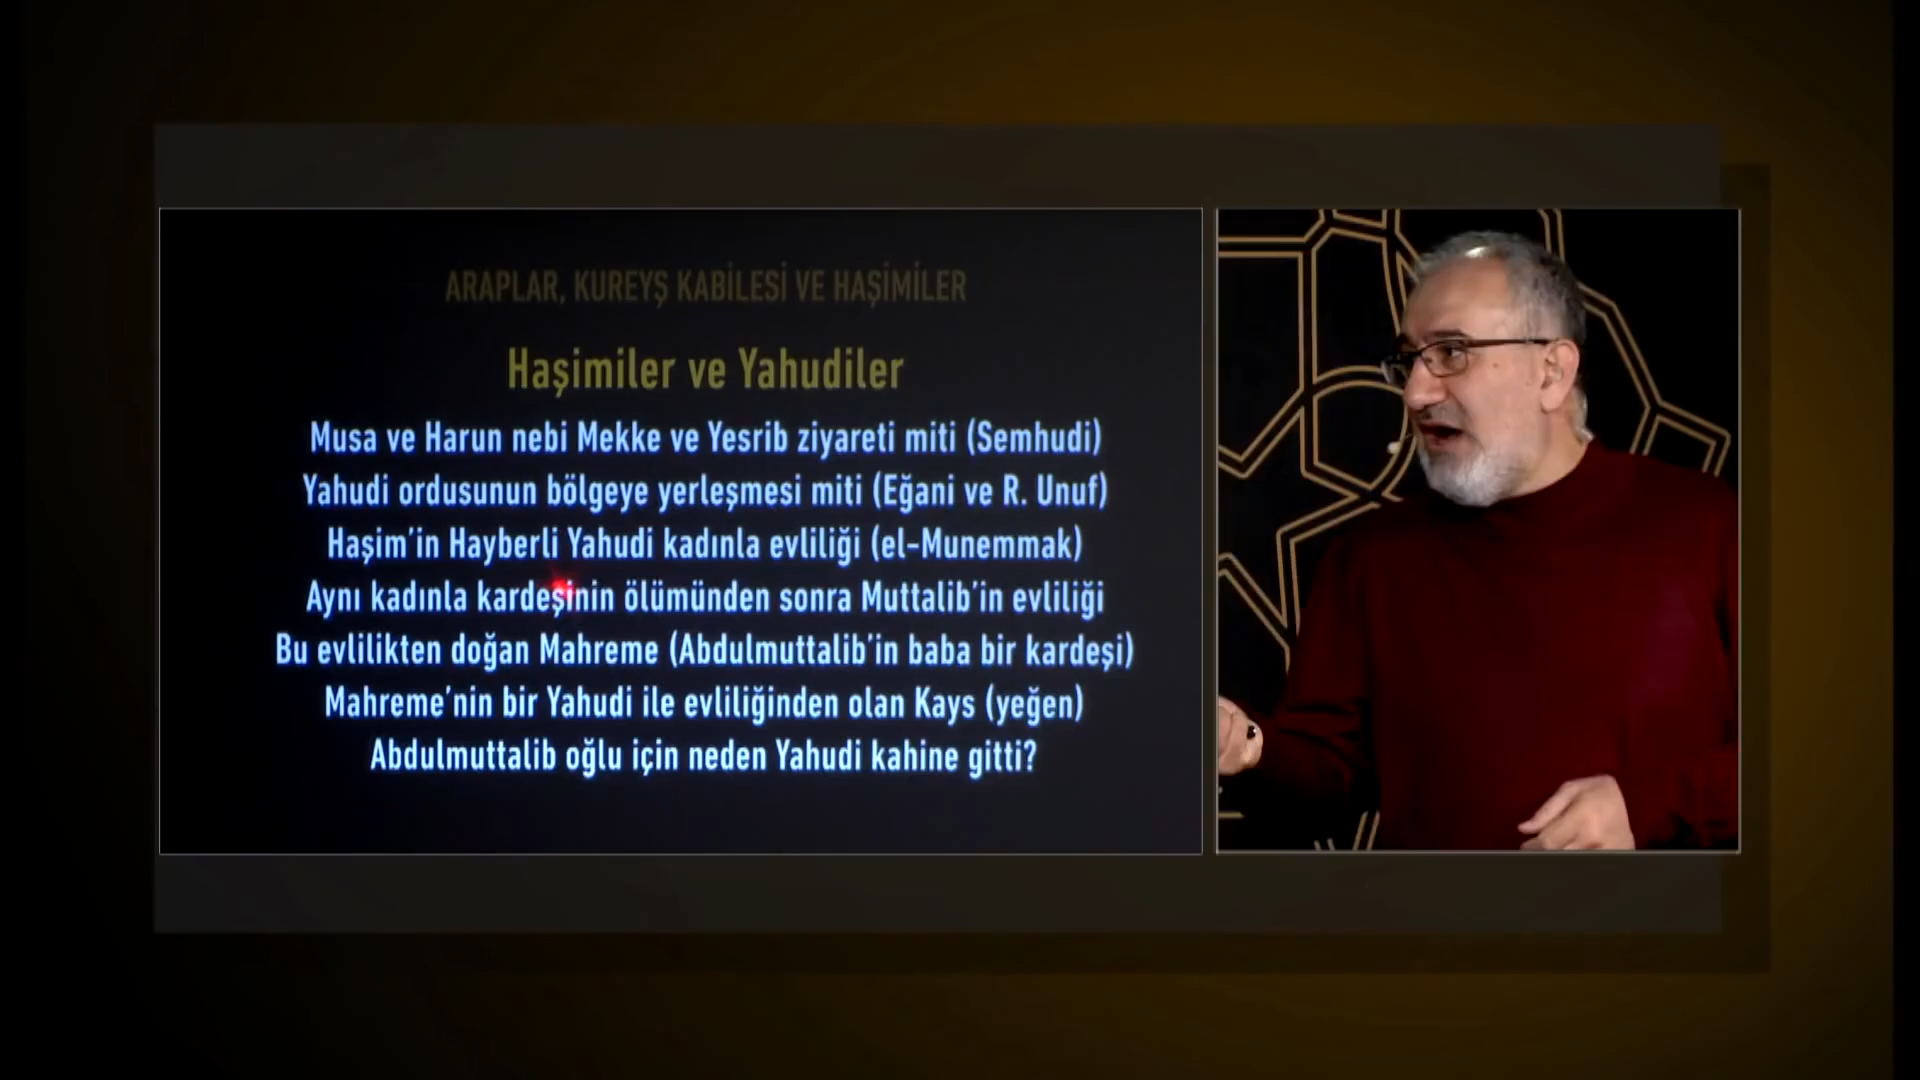 ARAPLAR, KUREYŞ KABİLESİ VE HAŞİMİLER
Haşimiler ve Yahudiler
Musa ve Harun nebi Mekke ve Yesrib ziyareti miti (Semhudi)
Yahudi ordusunun bölgeye yerleşmesi miti (Eğani ve R. Unuf)
Haşim'in Hayberli Yahudi kadınla evliliği (el-Munemmak)
Aynı kadınla kardeşinin ölümünden sonra Muttalib'in evliliği
Bu evlilikten doğan Mahreme (Abdulmuttalib'in baba bir kardeşi)
Mahreme'nin bir Yahudi ile evliliğinden olan Kays (yeğen)
Abdulmuttalib oğlu için neden Yahudi kahine gitti?